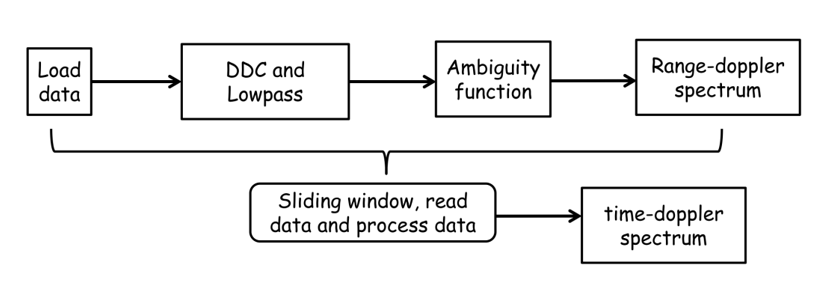 Load
data
DDC and
Lowpass
Ambiguity
function
Range-doppler
spectrum
Sliding window, read
data and process data
time-doppler
spectrum